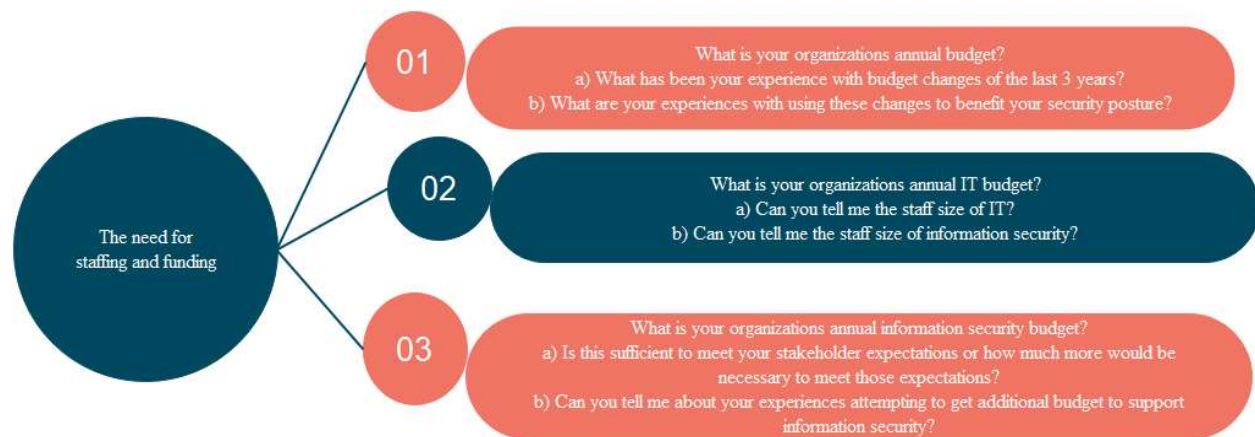 The need for
staffing and funding
01
What is your organizations annual budget?
a) What has been your experience with budget changes of the last 3 years?
b) What are your experiences with using these changes to benefit your security posture?
02
What is your organizations annual IT budget?
a) Can you tell me the staff size of IT?
b) Can you tell me the staff size of information security?
03
What is your organizations annual information security budget?
a) Is this sufficient to meet your stakeholder expectations or how much more would be
necessary to meet those expectations?
b) Can you tell me about your experiences attempting to get additional budget to support
information security?